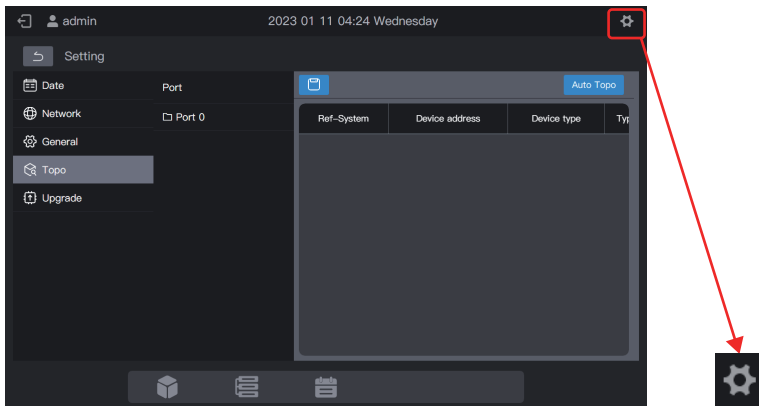 admin
2023 01 11 04:24 Wednesday
Setting
Date
Network
General
Topo
Upgrade
Port
Port 0
Auto Topo
Ref-System Device address Device type Typ